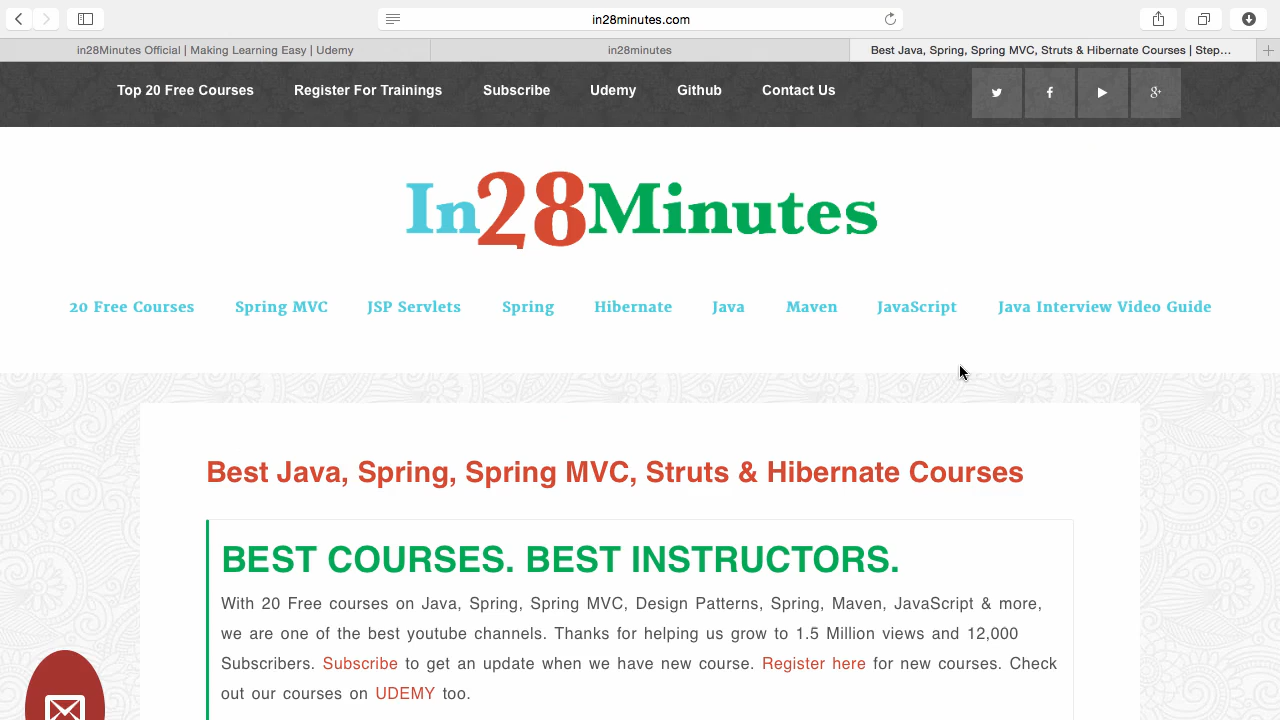 in28minutes.com
in28Minutes Official | Making Learning Easy | Udemy
in28minutes
Best Java, Spring, Spring MVC, Struts & Hibernate Courses | Step...
Top 20 Free Courses
Register For Trainings
Subscribe
Udemy
Github
Contact Us
In28Minutes
20 Free Courses
Spring MVC
JSP Servlets
Spring
Hibernate
Java
Maven
JavaScript
Java Interview Video Guide
Best Java, Spring, Spring MVC, Struts & Hibernate Courses
BEST COURSES. BEST INSTRUCTORS.
With 20 Free courses on Java, Spring, Spring MVC, Design Patterns, Spring, Maven, JavaScript & more,
we are one of the best youtube channels. Thanks for helping us grow to 1.5 Million views and 12,000
Subscribers. Subscribe to get an update when we have new course. Register here for new courses. Check
out our courses on UDEMY too.